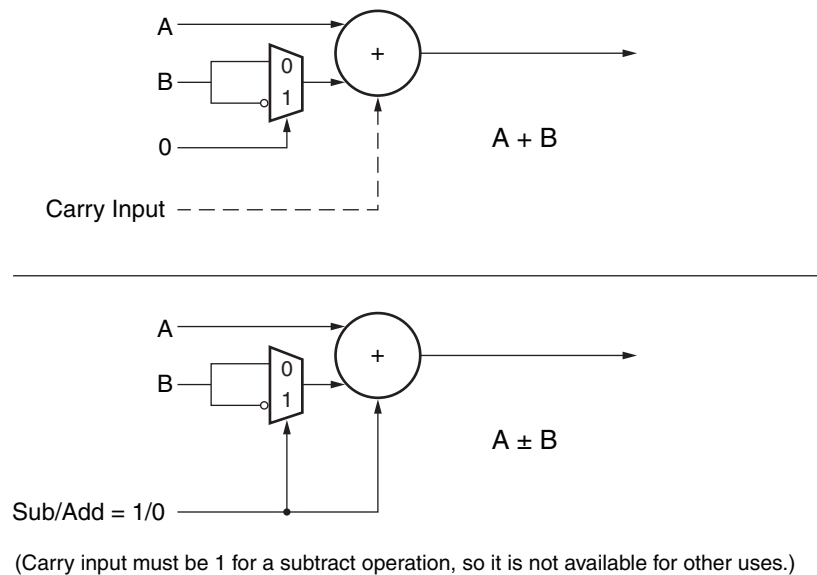 A
+
0
B
1
0
A + B
Carry Input
A
+
0
B
1
A ± B
Sub/Add = 1/0
(Carry input must be 1 for a subtract operation, so it is not available for other uses.)